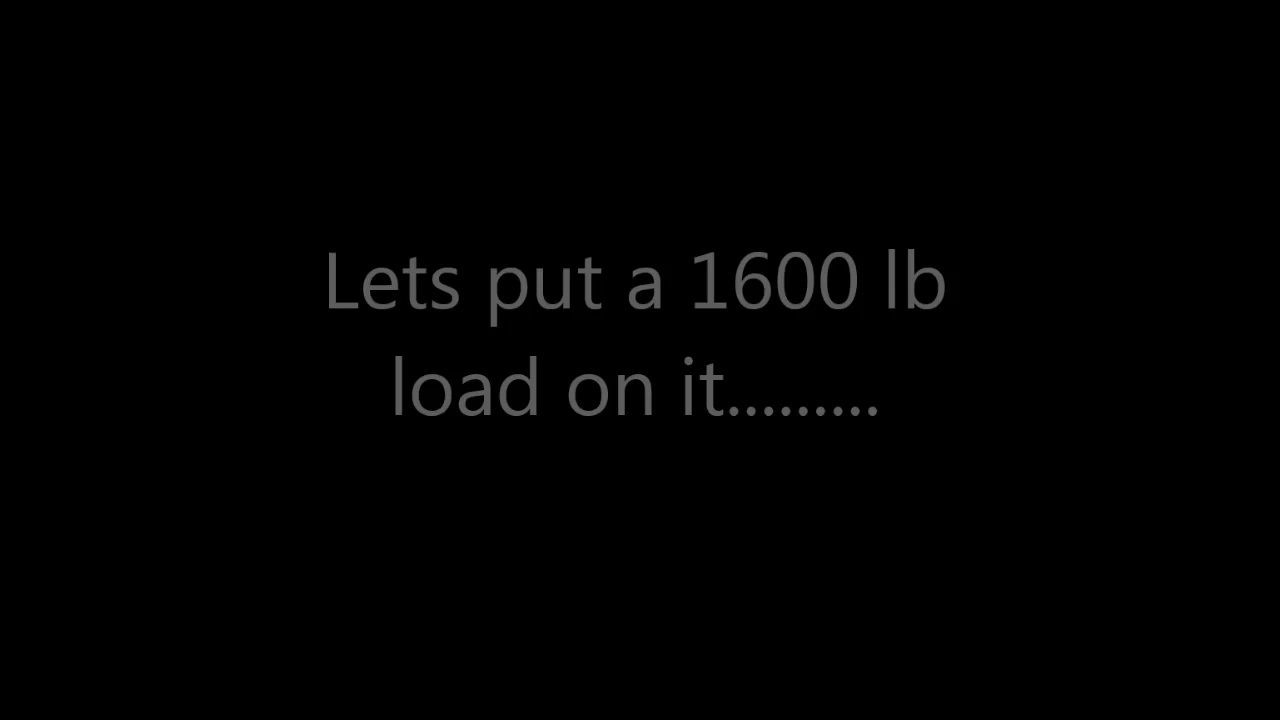 Lets put a 1600 lb
load on it.........